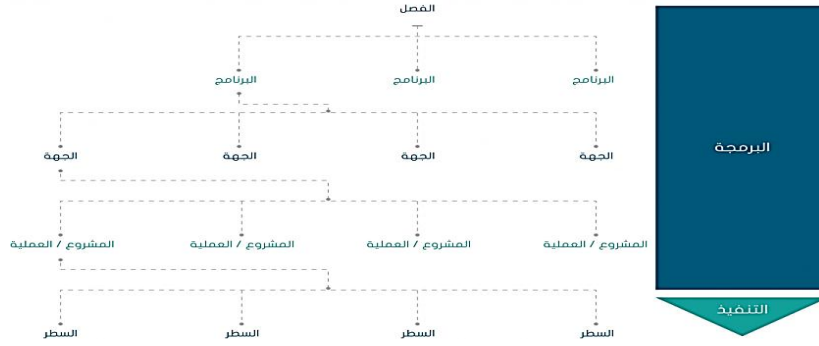 الفصل
البرنامج البرنامج البرنامج
الجهة الجهة الجهة الجهة
البرمجة
المشروع / العملية المشروع / العملية المشروع / العملية المشروع / العملية
التنفيذ
السطر السطر السطر السطر